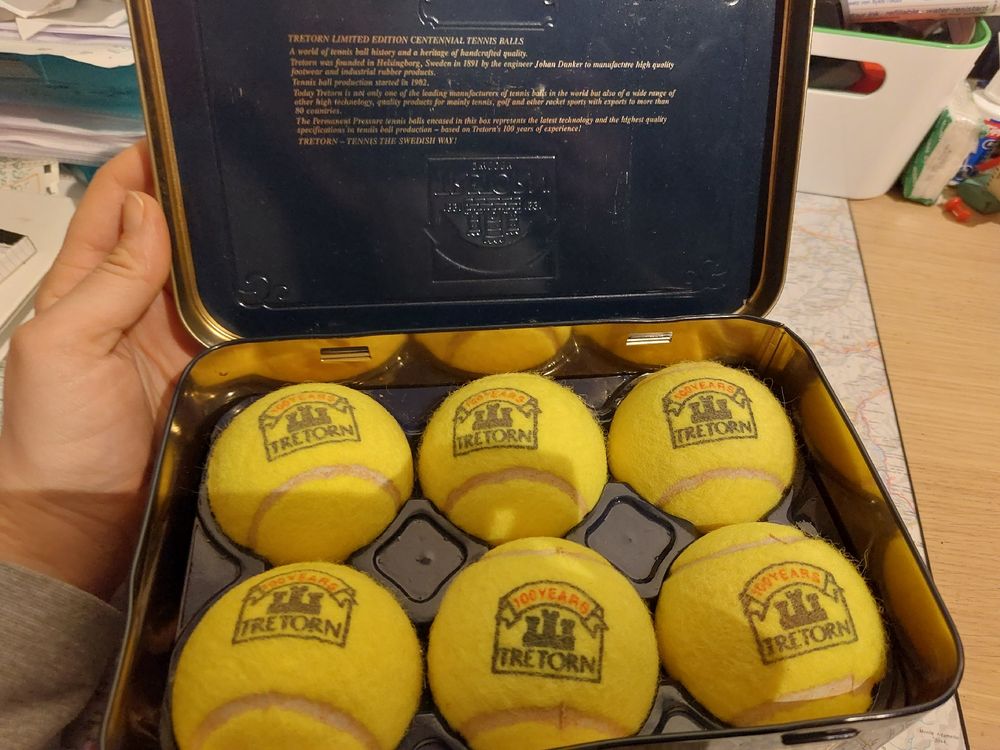 TRETORN LIMITED EDITION CENTENNIAL TENNIS BALLS
A world of tennis ball history and a heritage of handcrafted quality.
Tretorn was founded in Helsingborg, Sweden in 1891 by the engineer Johan Dunker to manufacture high quality
footwear and industrial rubber products.
Tennis ball production started in 1902.
Today Tretorn is not only one of the leading manufacturers of tennis balls in the world but also of a wide range of
other high technology, quality products for mainly tennis, golf and other racket sports with exports to more than
80 countries.
The Permanent Pressure tennis balls encased in this box represents the latest technology and the highest quality
specifications in tennis ball production – based on Tretorn's 100 years of experience!
TRETORN – TENNIS THE SWEDISH WAY!
100 YEARS
TRETORN
100 YEARS
TRETORN
100 YEARS
TRETORN
100 YEARS
TRETORN
100 YEARS
TRETORN
100 YEARS
TRETORN